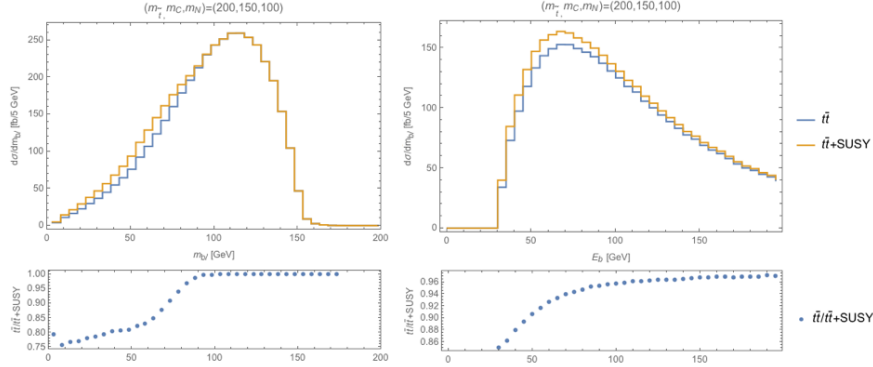 (m_t̃, m_C,m_N)=(200,150,100)
dσ/dm_bl [fb/5 GeV]
250
200
150
100
50
0
0 50 100 150 200
m_bl [GeV]
tt̄/tt̄+SUSY
1.00
0.95
0.90
0.85
0.80
0.75
0 50 100 150 200
(m_t̃, m_C,m_N)=(200,150,100)
dσ/dm_bl [fb/5 GeV]
150
100
50
0
0 50 100 150
E_b [GeV]
tt̄/tt̄+SUSY
0.96
0.94
0.92
0.90
0.88
0.86
0 50 100 150
tt̄
tt̄+SUSY
tt̄/tt̄+SUSY